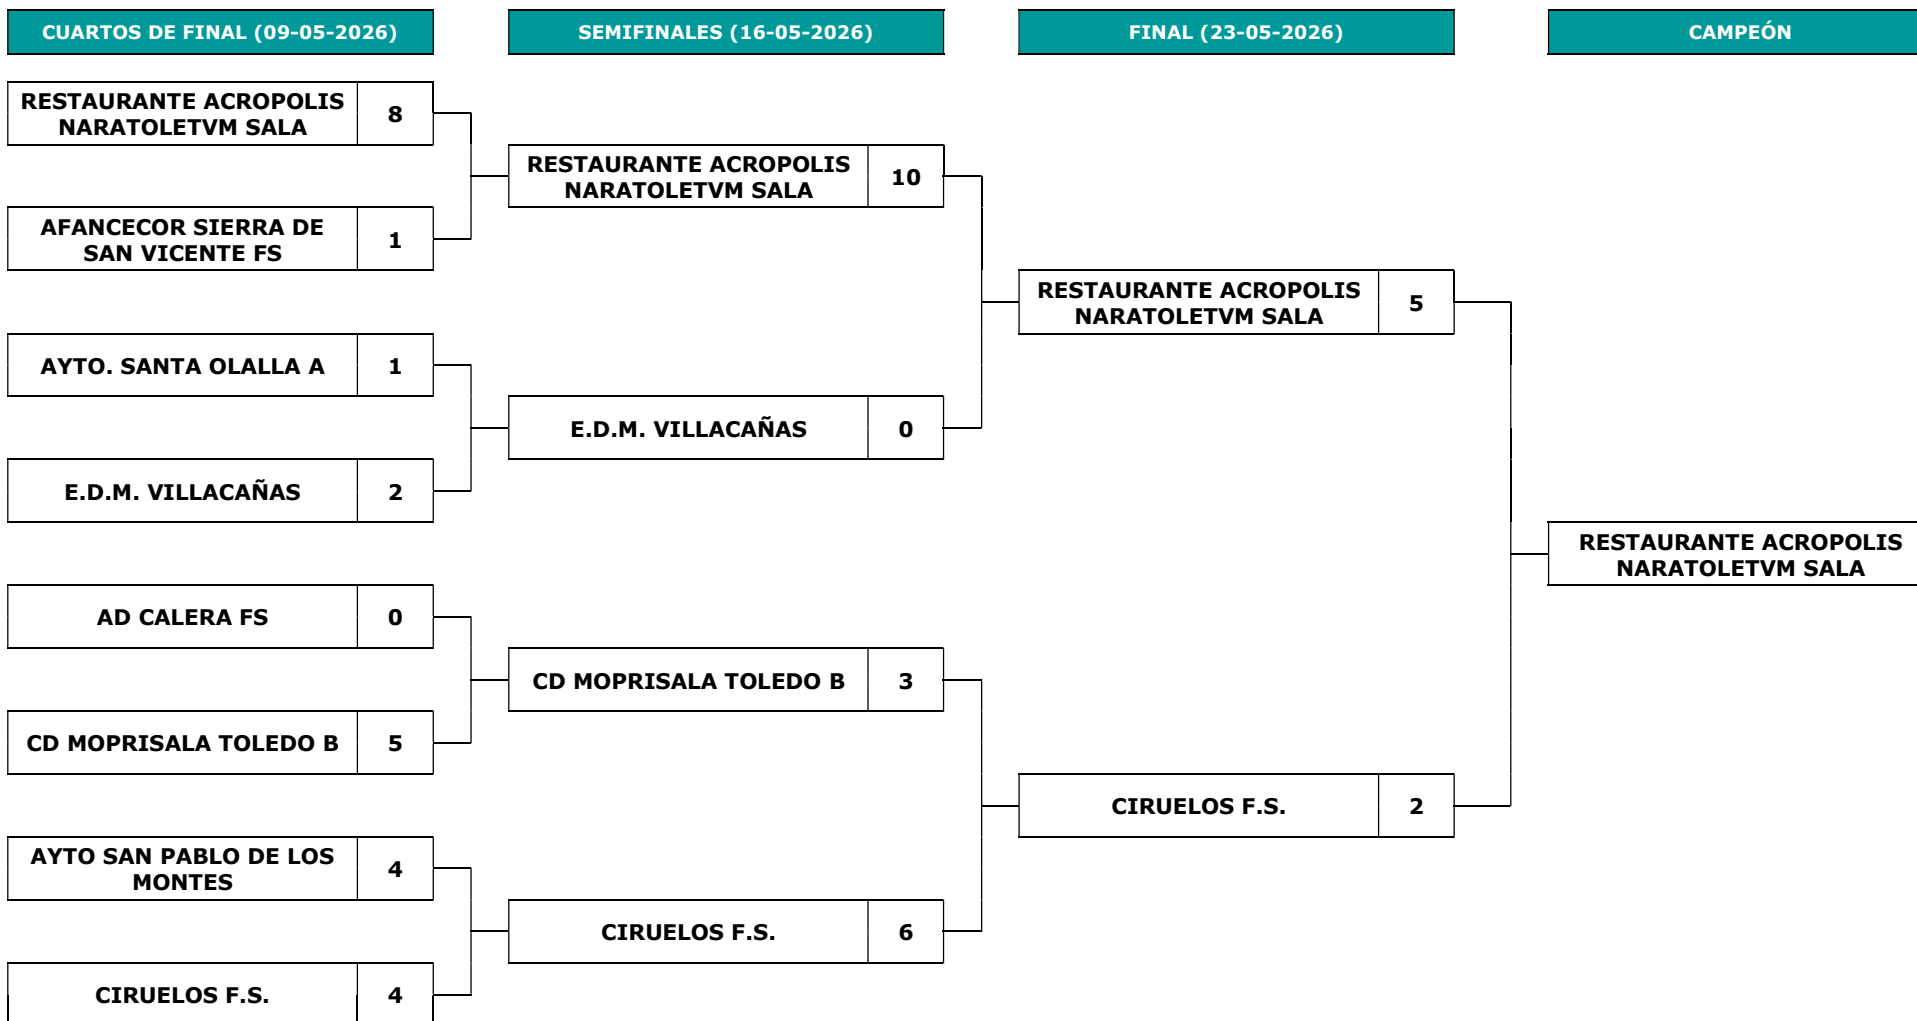 CUARTOS DE FINAL (09-05-2026)
SEMIFINALES (16-05-2026)
FINAL (23-05-2026)
CAMPEÓN
RESTAURANTE ACROPOLIS
NARATOLETVM SALA
8
AFANCECOR SIERRA DE
SAN VICENTE FS
1
AYTO. SANTA OLALLA A
1
E.D.M. VILLACAÑAS
2
AD CALERA FS
0
CD MOPRISALA TOLEDO B
5
AYTO SAN PABLO DE LOS
MONTES
4
CIRUELOS F.S.
4
RESTAURANTE ACROPOLIS
NARATOLETVM SALA
10
E.D.M. VILLACAÑAS
0
CD MOPRISALA TOLEDO B
3
CIRUELOS F.S.
6
RESTAURANTE ACROPOLIS
NARATOLETVM SALA
5
CIRUELOS F.S.
2
RESTAURANTE ACROPOLIS
NARATOLETVM SALA